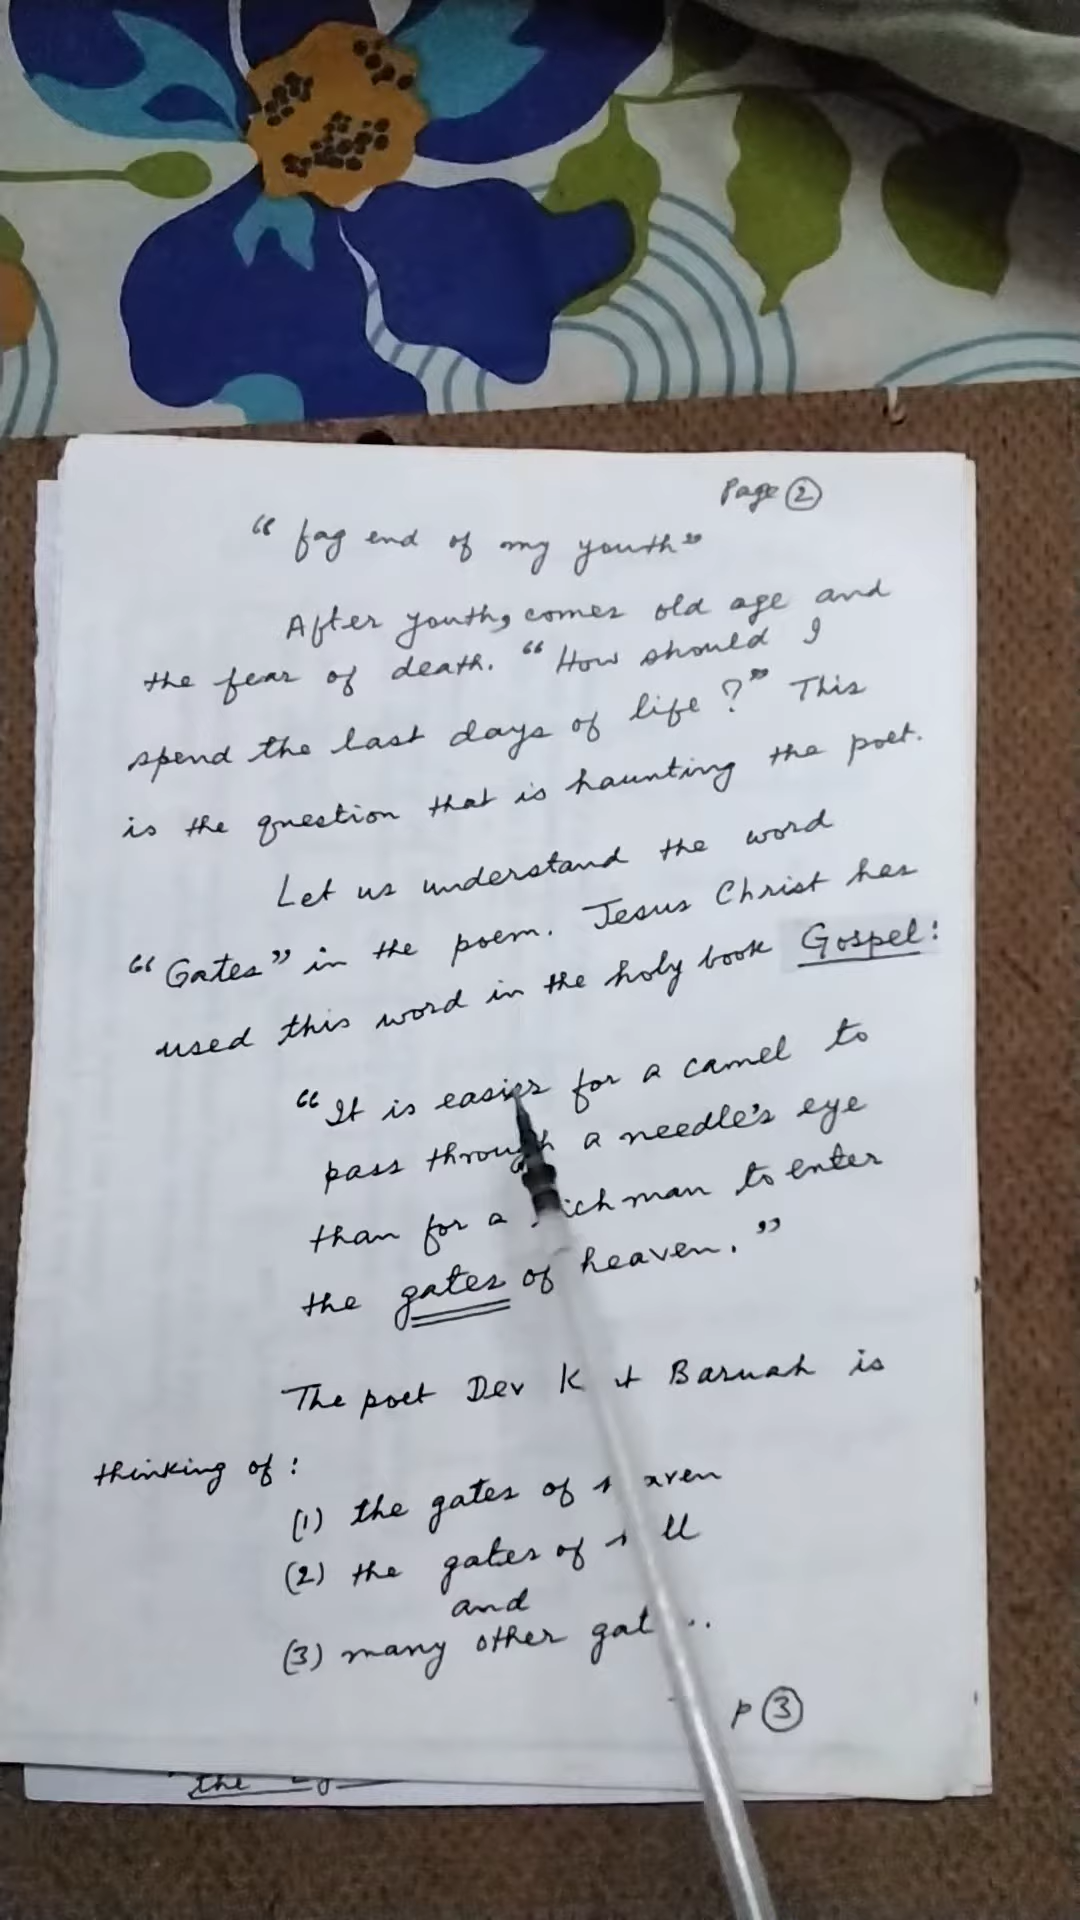 Page 2
"fag end of my youth"
After youth, comes old age and
the fear of death. "How should I
spend the last days of life?" This
is the question that is haunting the poet.
Let us understand the word
"Gates" in the poem. Jesus Christ has
used this word in the holy book Gospel:
"It is easier for a camel to
pass through a needle's eye
than for a rich man to enter
the gates of heaven."
The poet Dev K Baruah is
thinking of:
(1) the gates of heaven
(2) the gates of hell
and
(3) many other
P 3
the